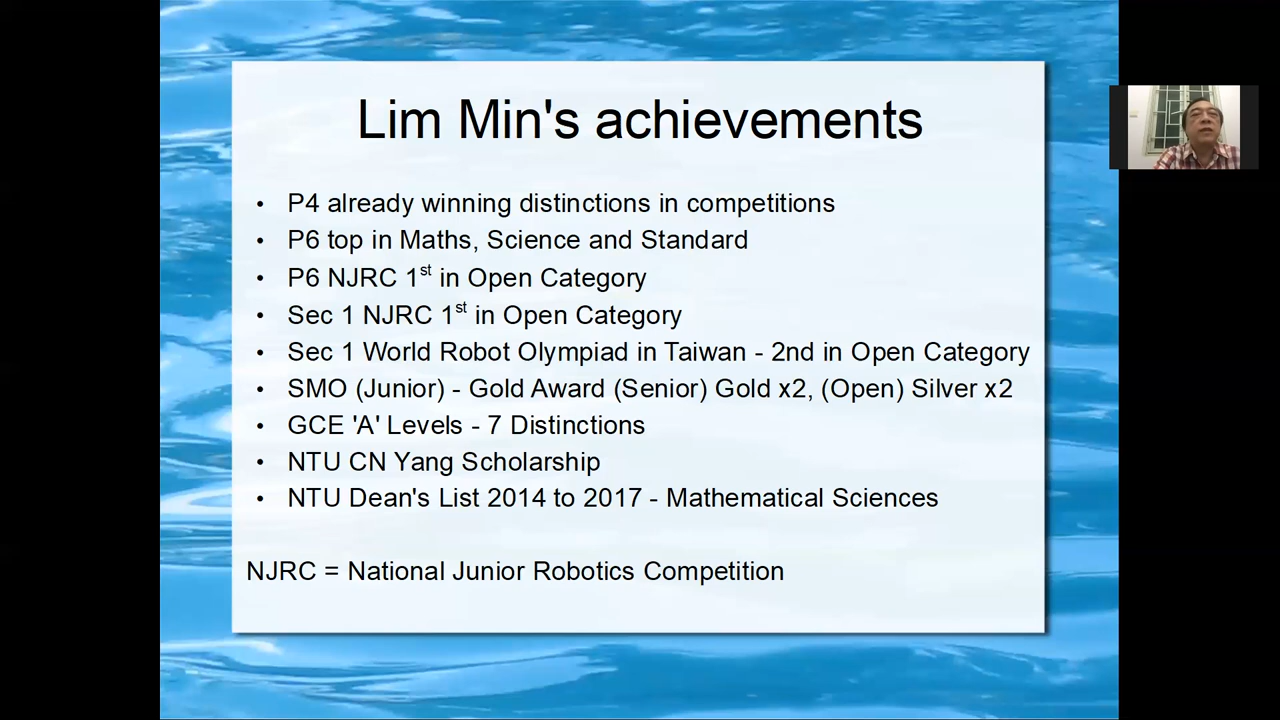 Lim Min's achievements
• P4 already winning distinctions in competitions
• P6 top in Maths, Science and Standard
• P6 NJRC 1st in Open Category
• Sec 1 NJRC 1st in Open Category
• Sec 1 World Robot Olympiad in Taiwan - 2nd in Open Category
• SMO (Junior) - Gold Award (Senior) Gold x2, (Open) Silver x2
• GCE 'A' Levels - 7 Distinctions
• NTU CN Yang Scholarship
• NTU Dean's List 2014 to 2017 - Mathematical Sciences
NJRC = National Junior Robotics Competition